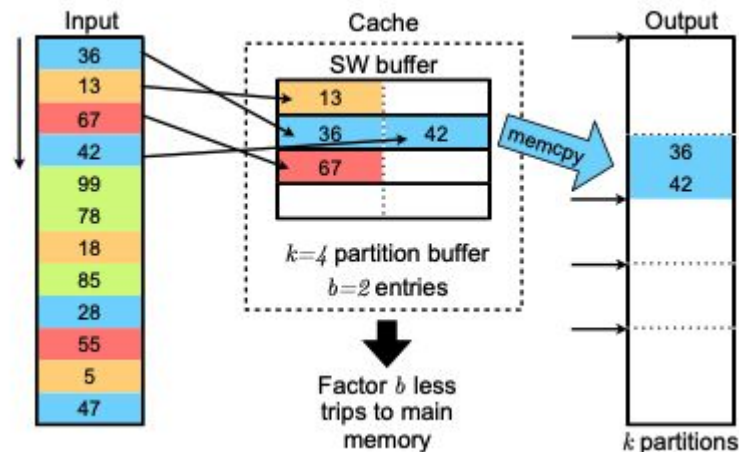 Input
36
13
67
42
99
78
18
85
28
55
5
47
Cache
SW buffer
13
36 42
67
k=4 partition buffer
b=2 entries
Factor b less
trips to main
memory
memcpy
Output
36
42
k partitions